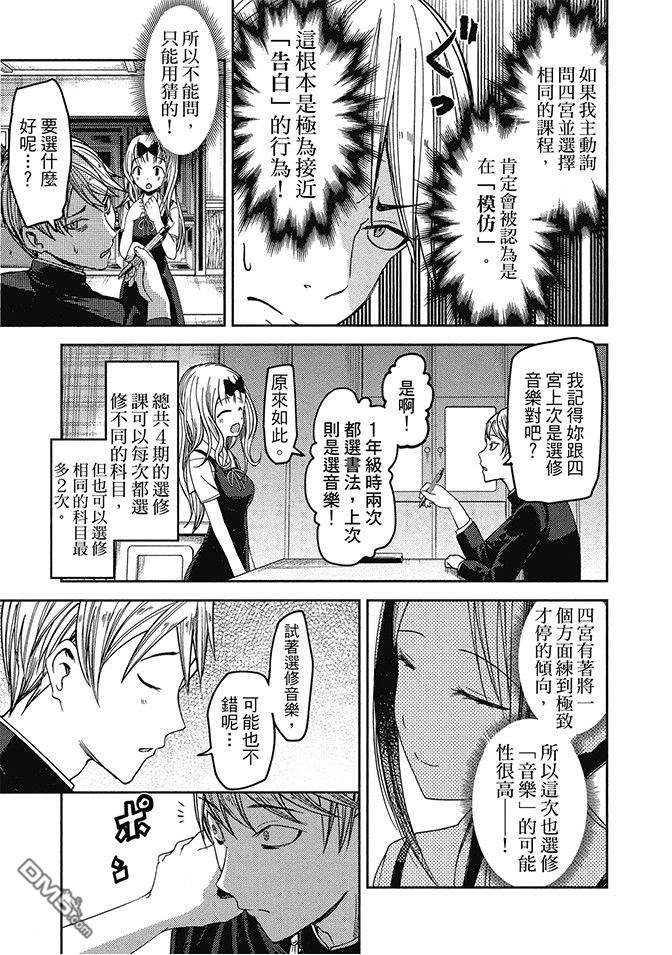 如果我主動詢
問四宮並選擇
相同的課程，
肯定會被認為是
在「模仿」。
這根本是極為接近
「告白」的行為！
所以不能問，
只能用猜的！
要選什麼
好呢…？
我記得妳跟四
宮上次是選修
音樂對吧？
是啊！
1年級時兩次
都選書法，上次
則是選音樂！
原來如此。
總共4期的選修
課可以每次都選
修不同的科目，
但也可以選修
相同的科目最
多2次。
四宮有著將一
個方面練到極致
才停的傾向，
所以這次也選修
「音樂」的可能
性很高——！
試著選修音樂，
可能也不
錯呢…
ポン
DM5.com